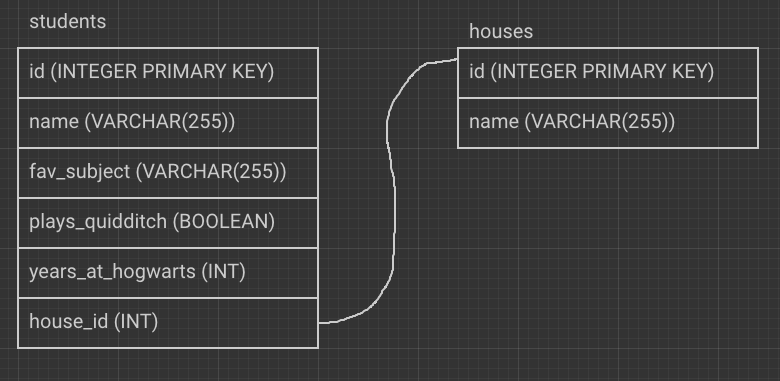 students
id (INTEGER PRIMARY KEY)
name (VARCHAR(255))
fav_subject (VARCHAR(255))
plays_quidditch (BOOLEAN)
years_at_hogwarts (INT)
house_id (INT)
houses
id (INTEGER PRIMARY KEY)
name (VARCHAR(255))